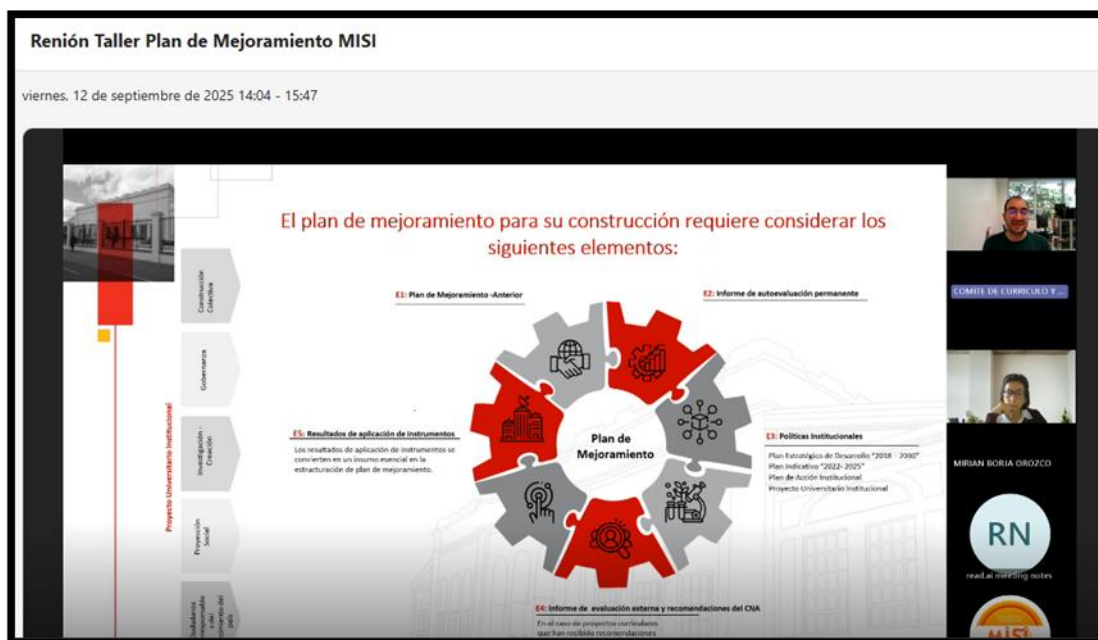 Renión Taller Plan de Mejoramiento MISI
viernes, 12 de septiembre de 2025 14:04 - 15:47
El plan de mejoramiento para su construcción requiere considerar los
siguientes elementos:
Proyecto Universitario Institucional
Construcción
Colectiva
Gobernanza
Investigación -
Creación
Proyección
Social
Ciudadanos
del
país
E1: Plan de Mejoramiento -Anterior
E2: Informe de autoevaluación permanente
E5: Resultados de aplicación de instrumentos
Los resultados de aplicación de instrumentos se
convierten en un insumo esencial en la
estructuración de plan de mejoramiento.
Plan de
Mejoramiento
E3: Políticas Institucionales
Plan Estratégico de Desarrollo "2018 - 2030"
Plan Indicativo "2022- 2025"
Plan de Acción Institucional
Proyecto Universitario Institucional
E4: Informe de evaluación externa y recomendaciones del CNA
En el caso de proyectos curriculares
que han recibido recomendaciones
COMITE DE CURRICULO Y ...
MIRIAN BORJA OROZCO
RN
read.ai meeting notes
MISI